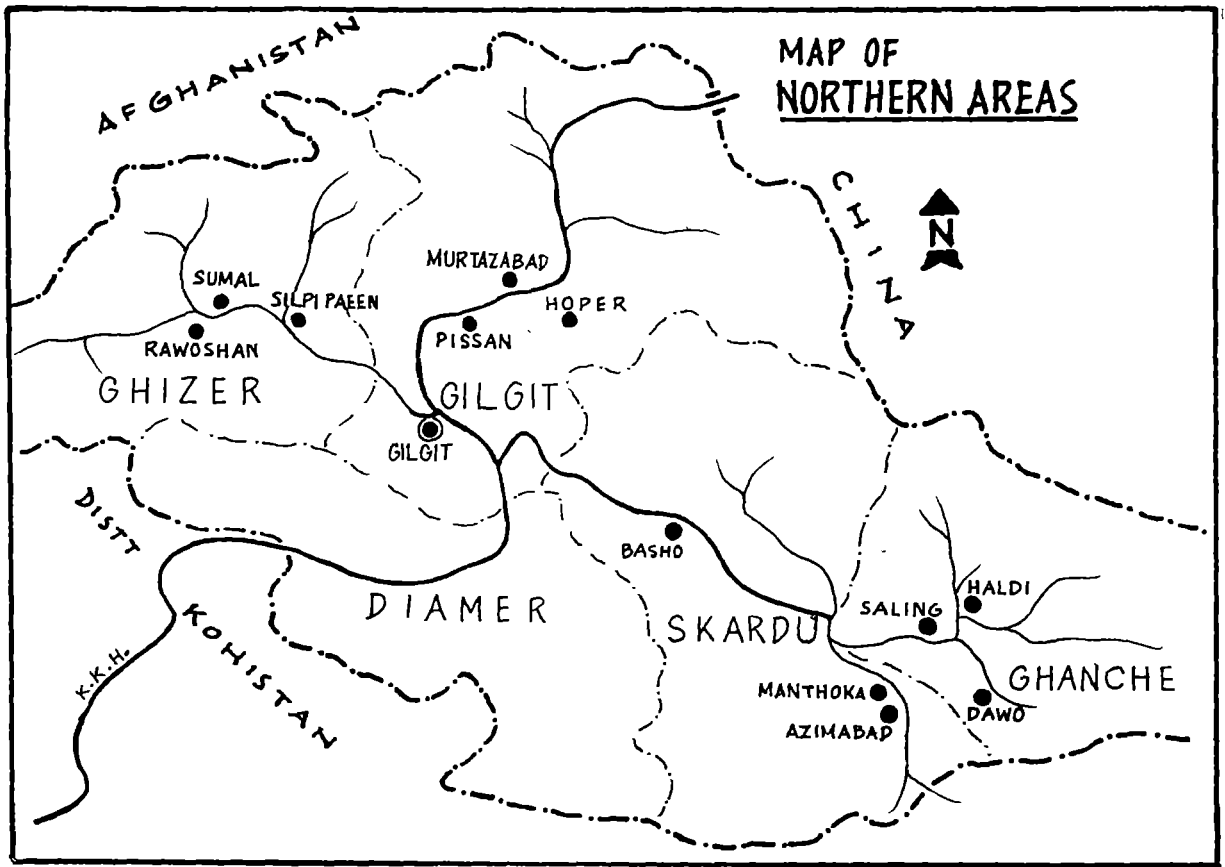 AFGHANISTAN
MAP OF
NORTHERN AREAS
CHINA
N
MURTAZABAD
SUMAL
SILPI PAEEN
HOPER
RAWOSHAN
PISSAN
GHIZER
GILGIT
GILGIT
DISTT
KOHISTAN
BASHO
DIAMER
HALDI
SALING
SKARDU
K.K.H.
GHANCHE
MANTHOKA
DAWO
AZIMABAD